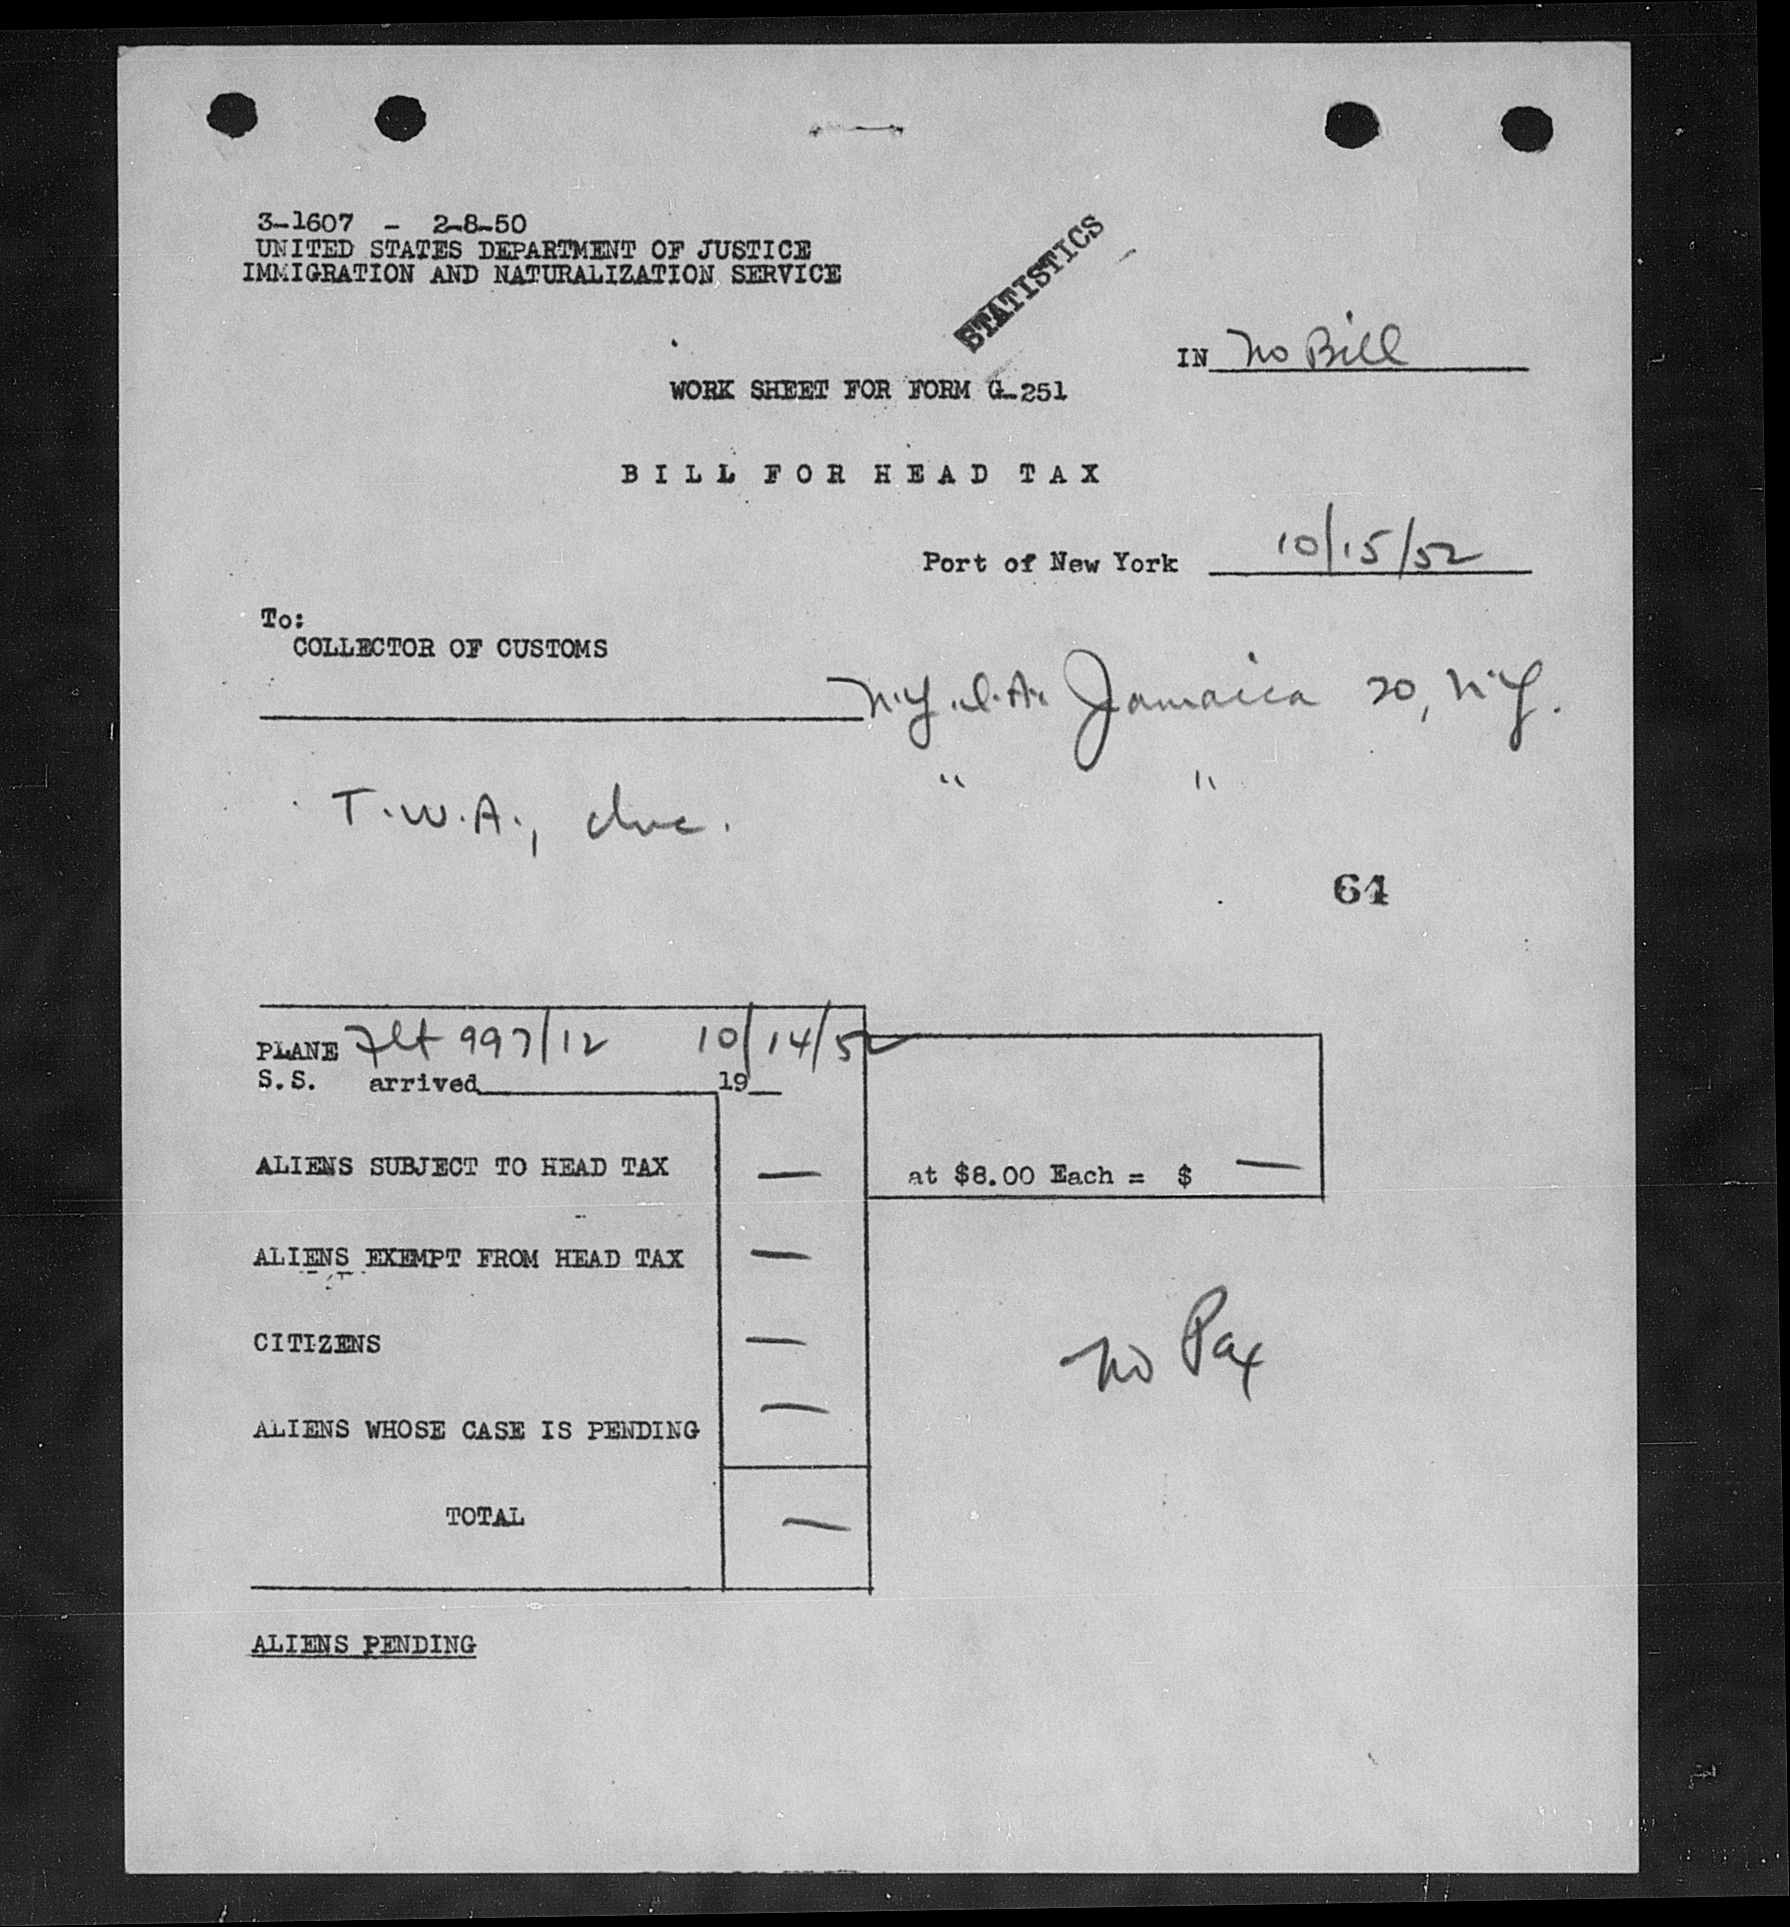 3-1607 - 2-8-50
UNITED STATES DEPARTMENT OF JUSTICE
IMMIGRATION AND NATURALIZATION SERVICE
STATISTICS
IN No Bill
WORK SHEET FOR FORM G-251
BILL FOR HEAD TAX
Port of New York 10/15/52
To:
COLLECTOR OF CUSTOMS
N.Y.I.A. Jamaica 20, N.Y.
T.W.A., Inc. " "
64
PLANE Flt 997/12 10/14/52
S.S. arrived 19
ALIENS SUBJECT TO HEAD TAX — at $8.00 Each = $ —
ALIENS EXEMPT FROM HEAD TAX —
CITIZENS —
No Pax
ALIENS WHOSE CASE IS PENDING —
TOTAL —
ALIENS PENDING